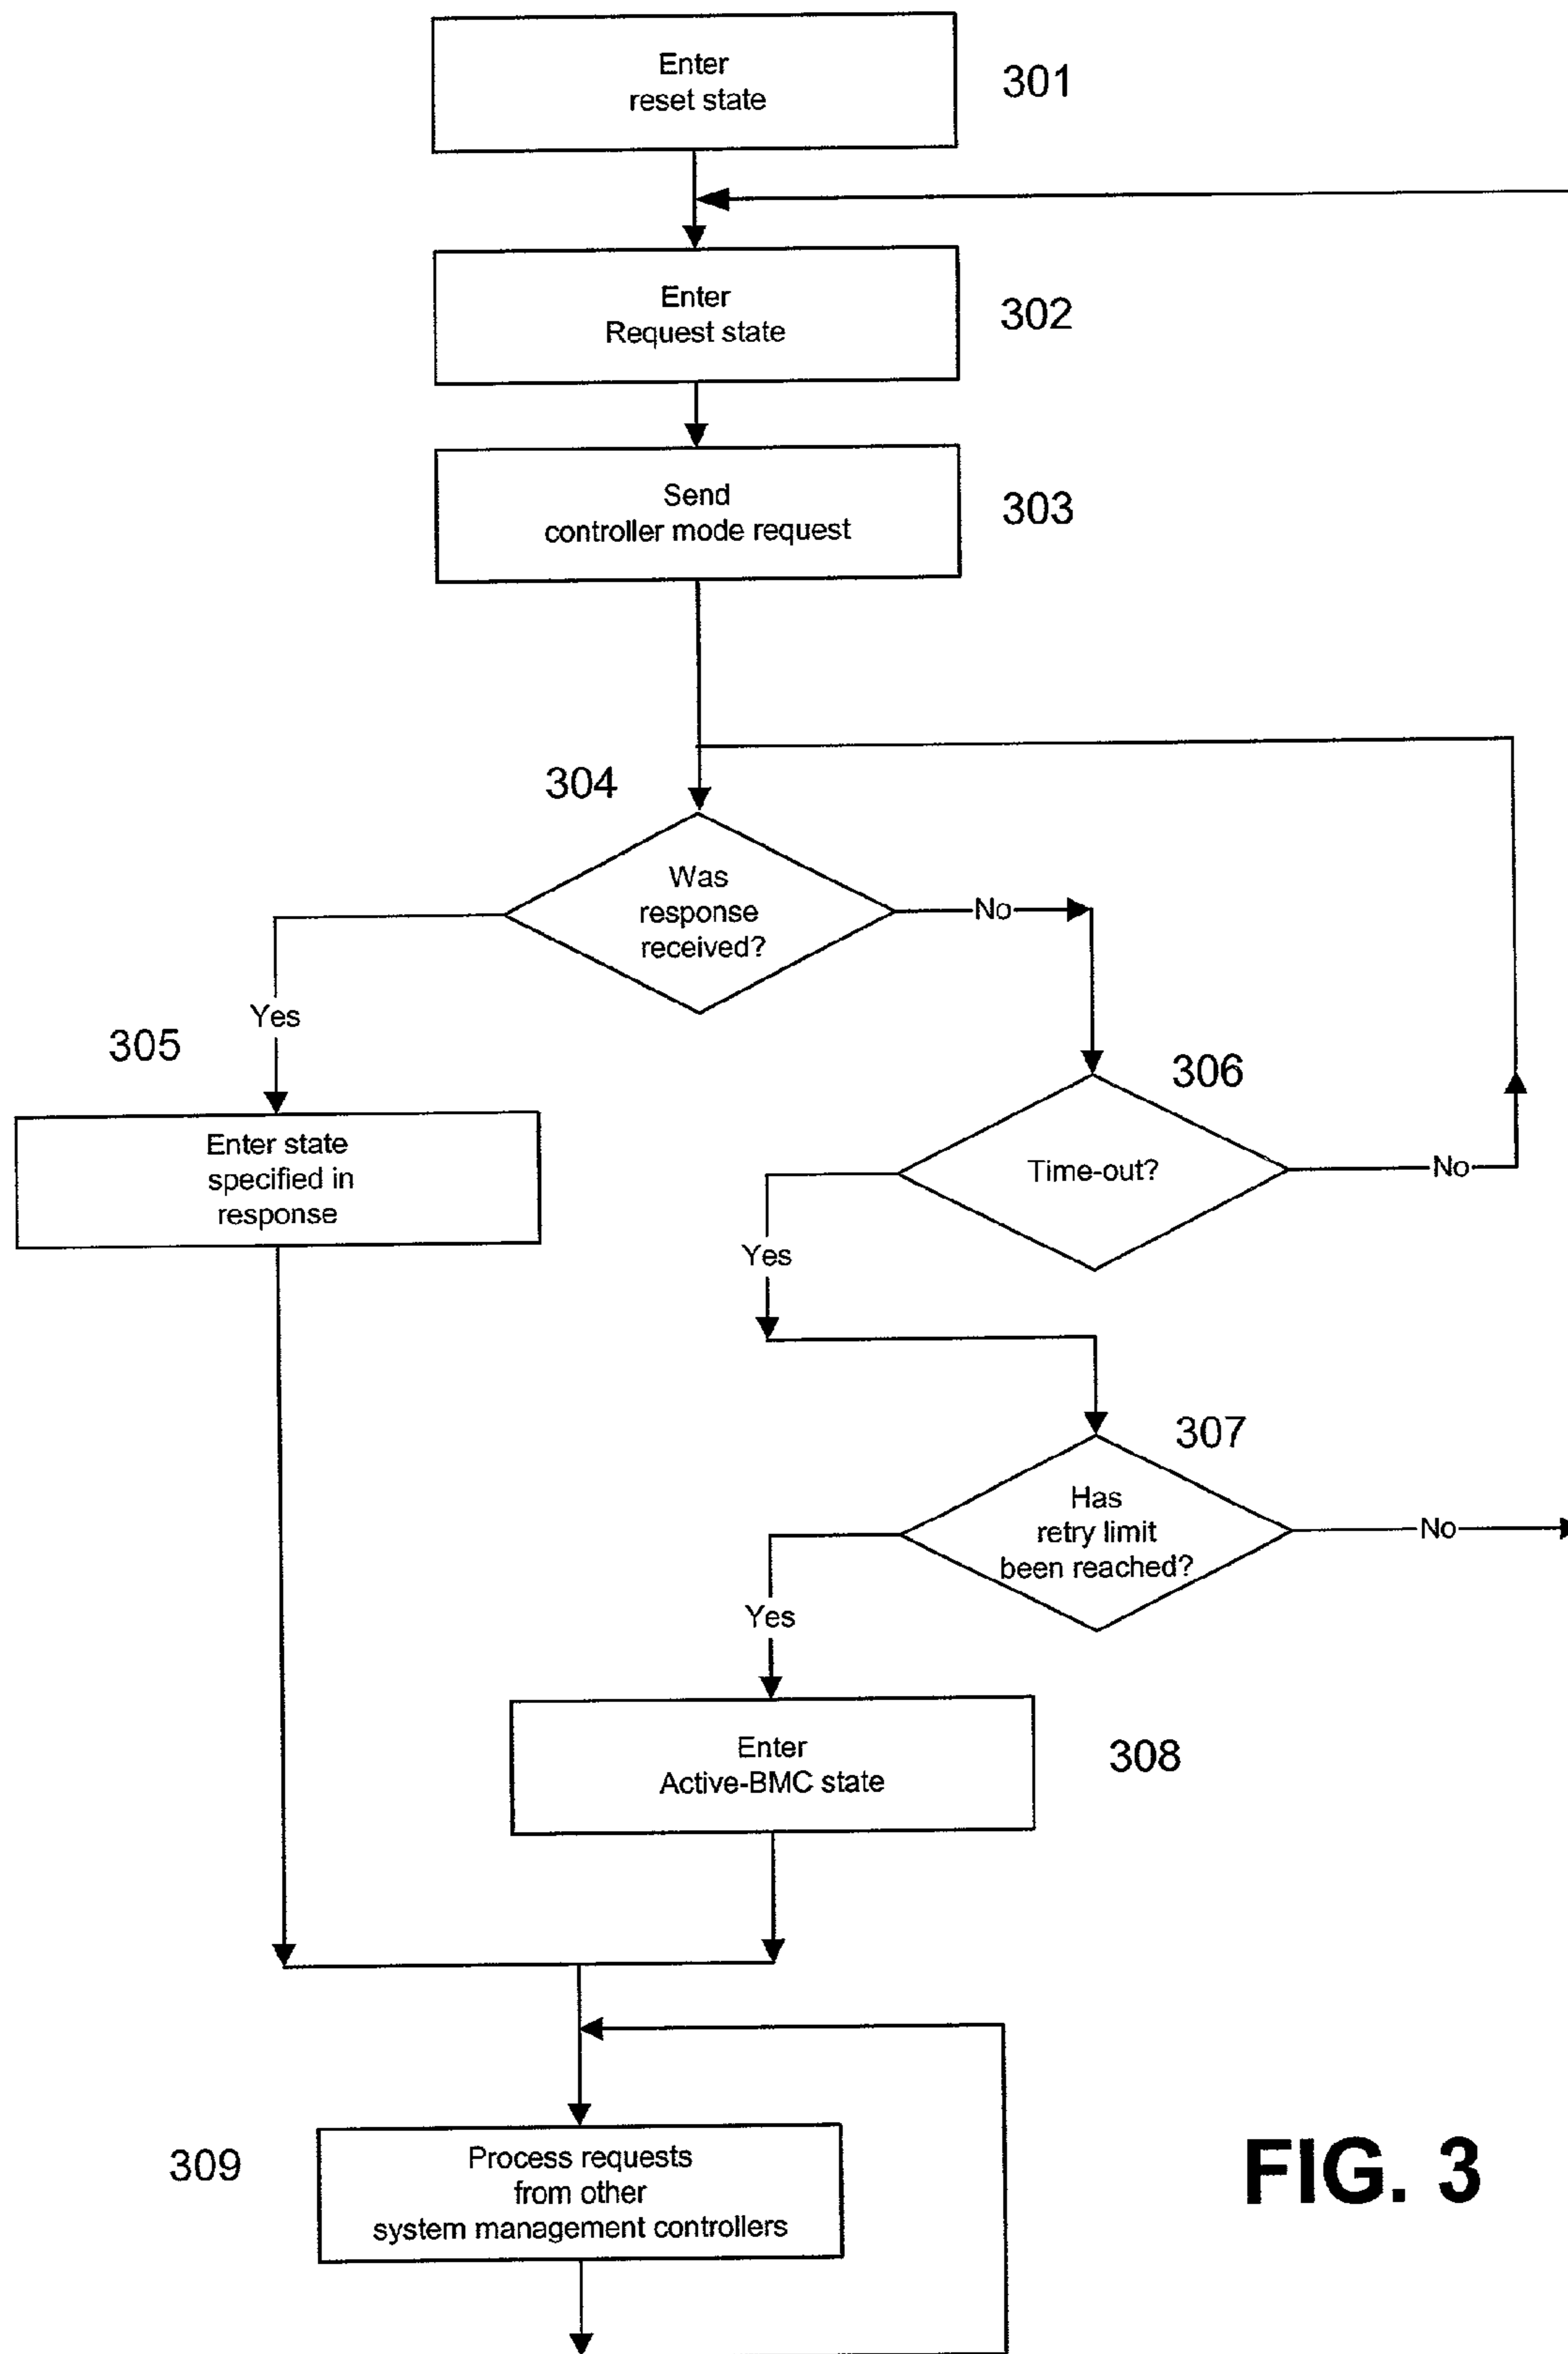 Enter
reset state
301
Enter
Request state
302
Send
controller mode request
303
304
Was
response
received?
No
Yes
305
306
Enter state
specified in
response
Time-out?
No
Yes
307
Has
retry limit
been reached?
No
Yes
Enter
Active-BMC state
308
309
Process requests
from other
system management controllers
FIG. 3